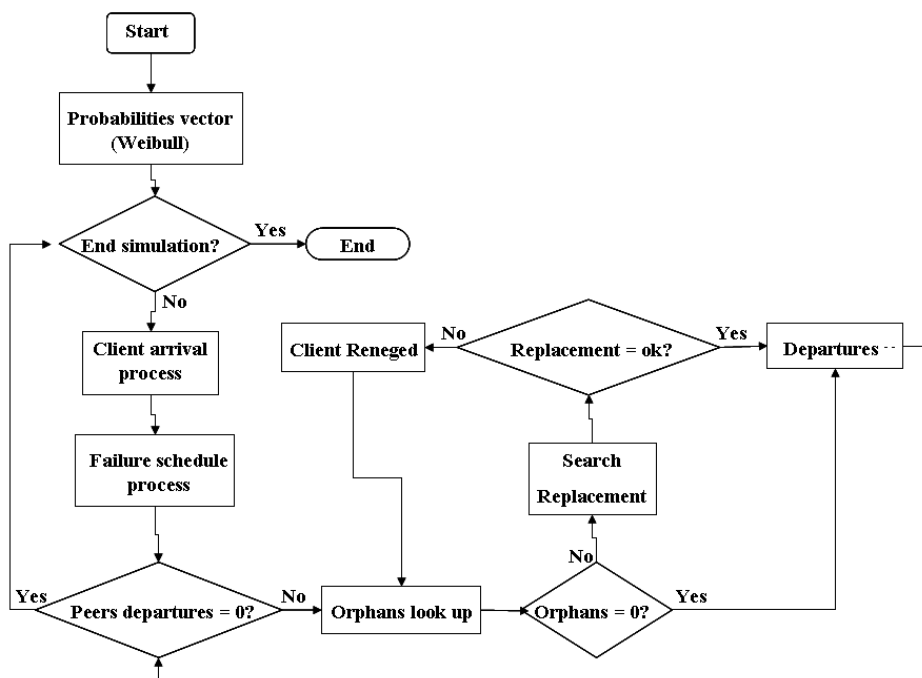 Start
Probabilities vector
(Weibull)
End simulation?
Yes
End
No
Client arrival
process
Failure schedule
process
Peers departures = 0?
Yes
No
Orphans look up
Orphans = 0?
No
Yes
Search
Replacement
Replacement = ok?
No
Yes
Client Reneged
Departures